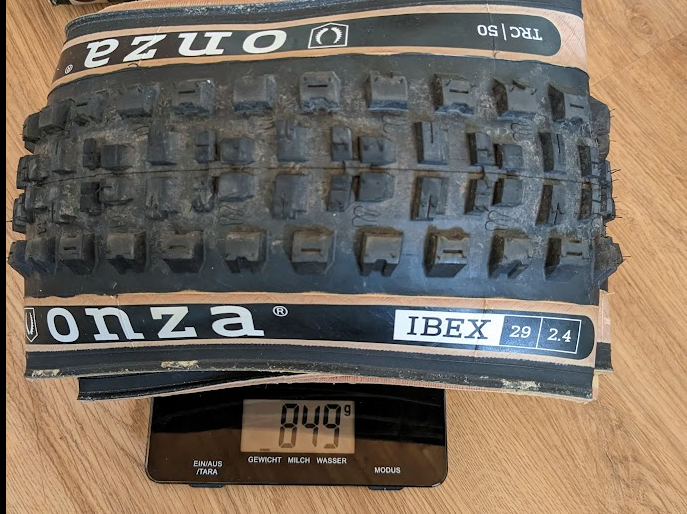 onza®
TRC|50
onza®
IBEX 29 2.4
849g
EIN/AUS
/TARA
GEWICHT MILCH WASSER
MODUS